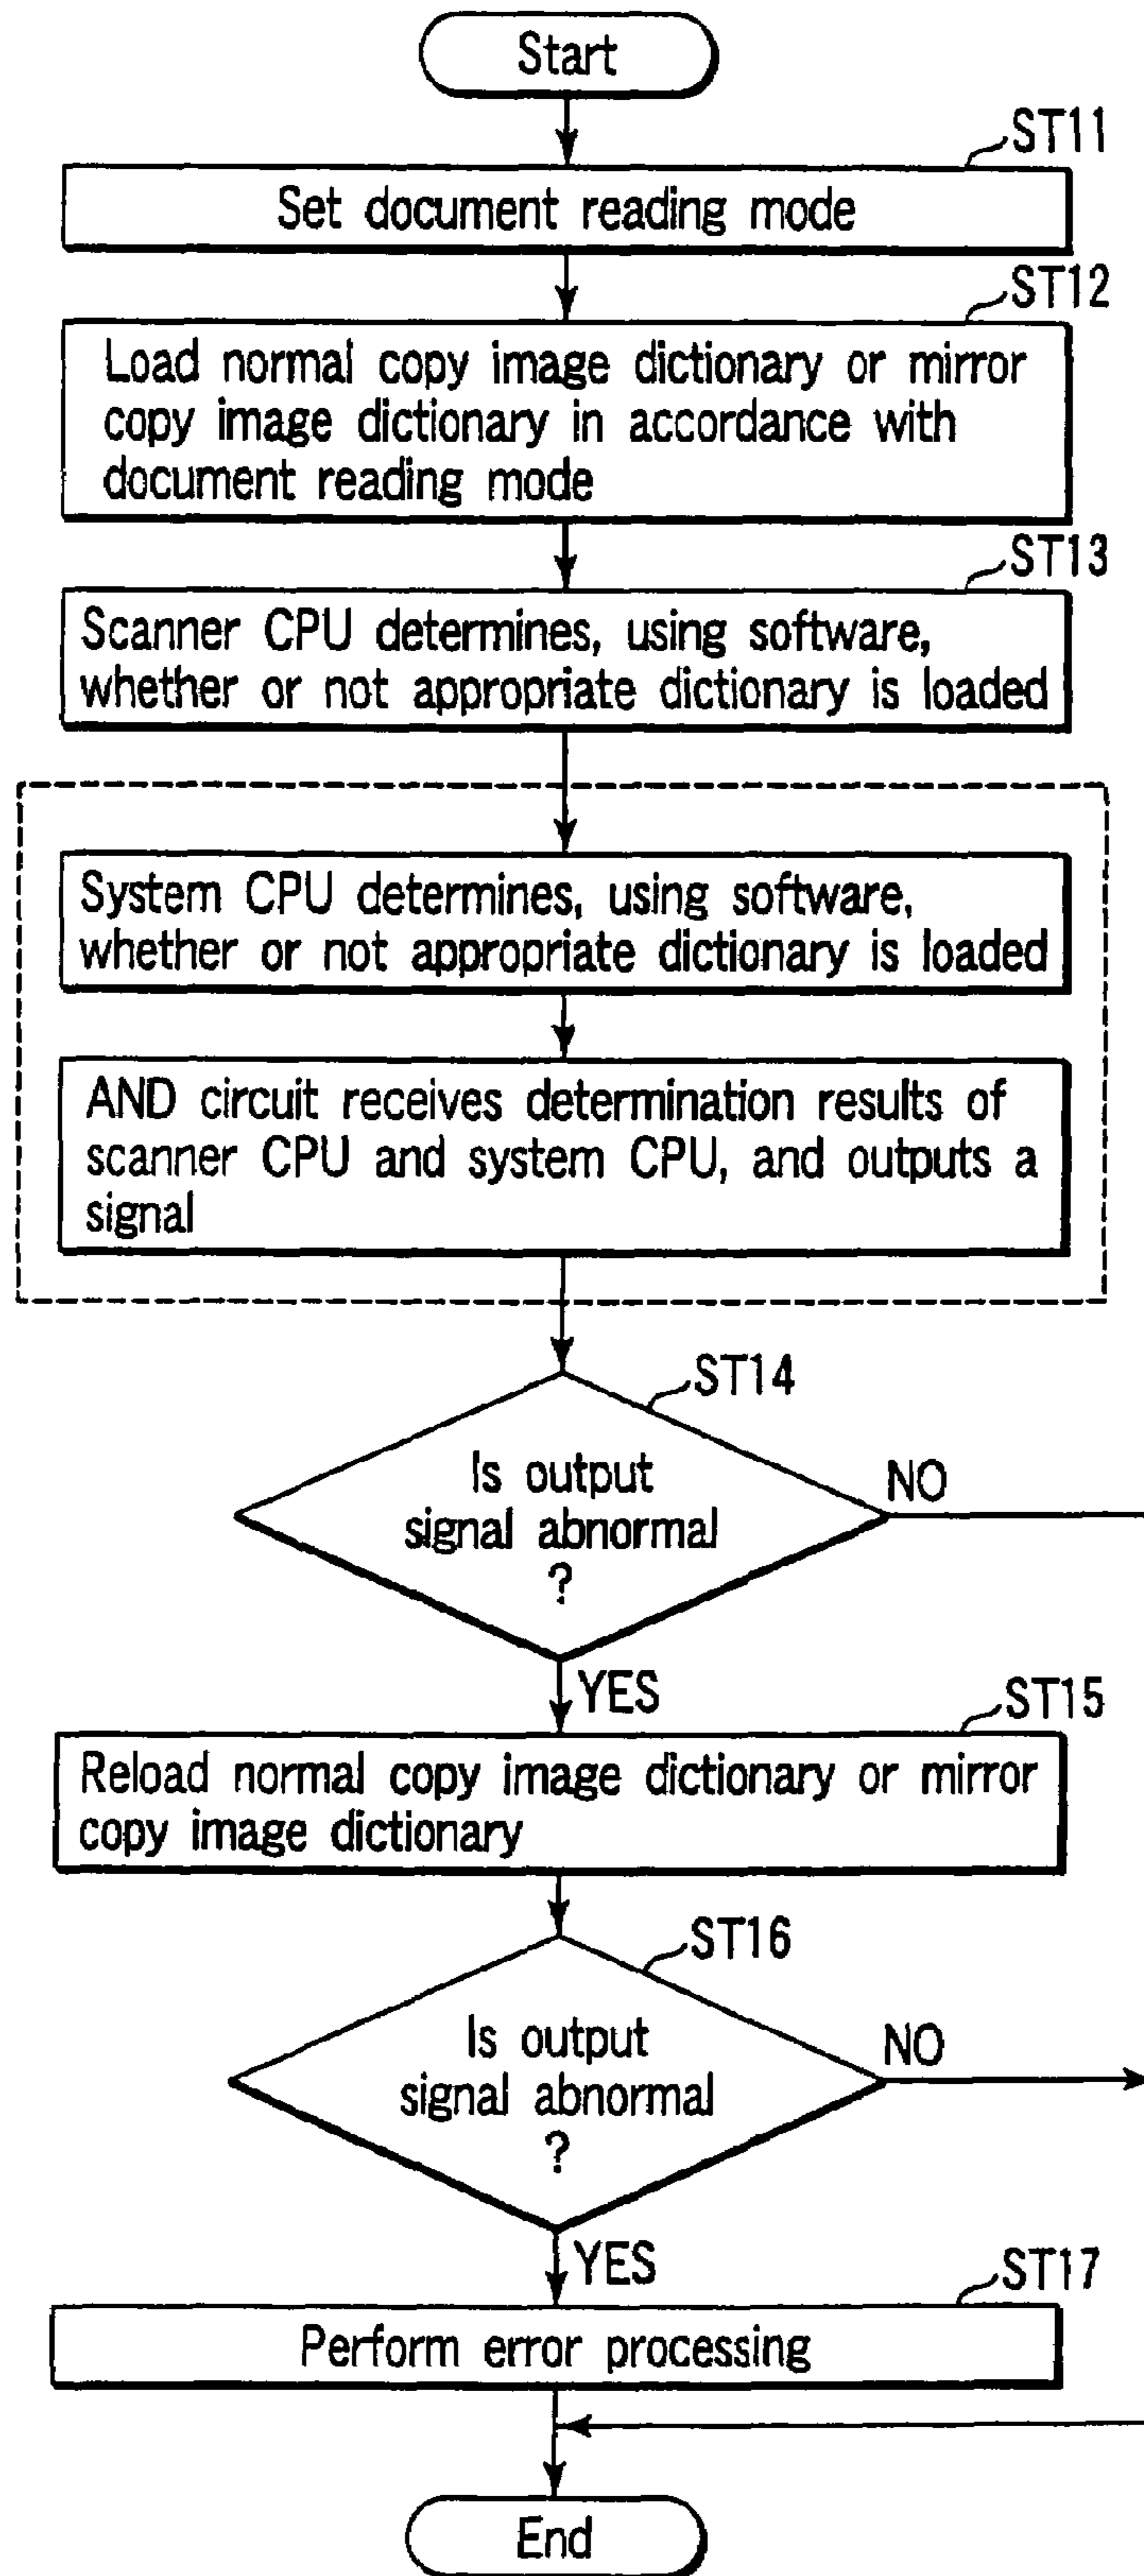 Start
ST11
Set document reading mode
ST12
Load normal copy image dictionary or mirror
copy image dictionary in accordance with
document reading mode
ST13
Scanner CPU determines, using software,
whether or not appropriate dictionary is loaded
System CPU determines, using software,
whether or not appropriate dictionary is loaded
AND circuit receives determination results of
scanner CPU and system CPU, and outputs a
signal
ST14
Is output
signal abnormal
?
NO
YES
ST15
Reload normal copy image dictionary or mirror
copy image dictionary
ST16
Is output
signal abnormal
?
NO
YES
ST17
Perform error processing
End